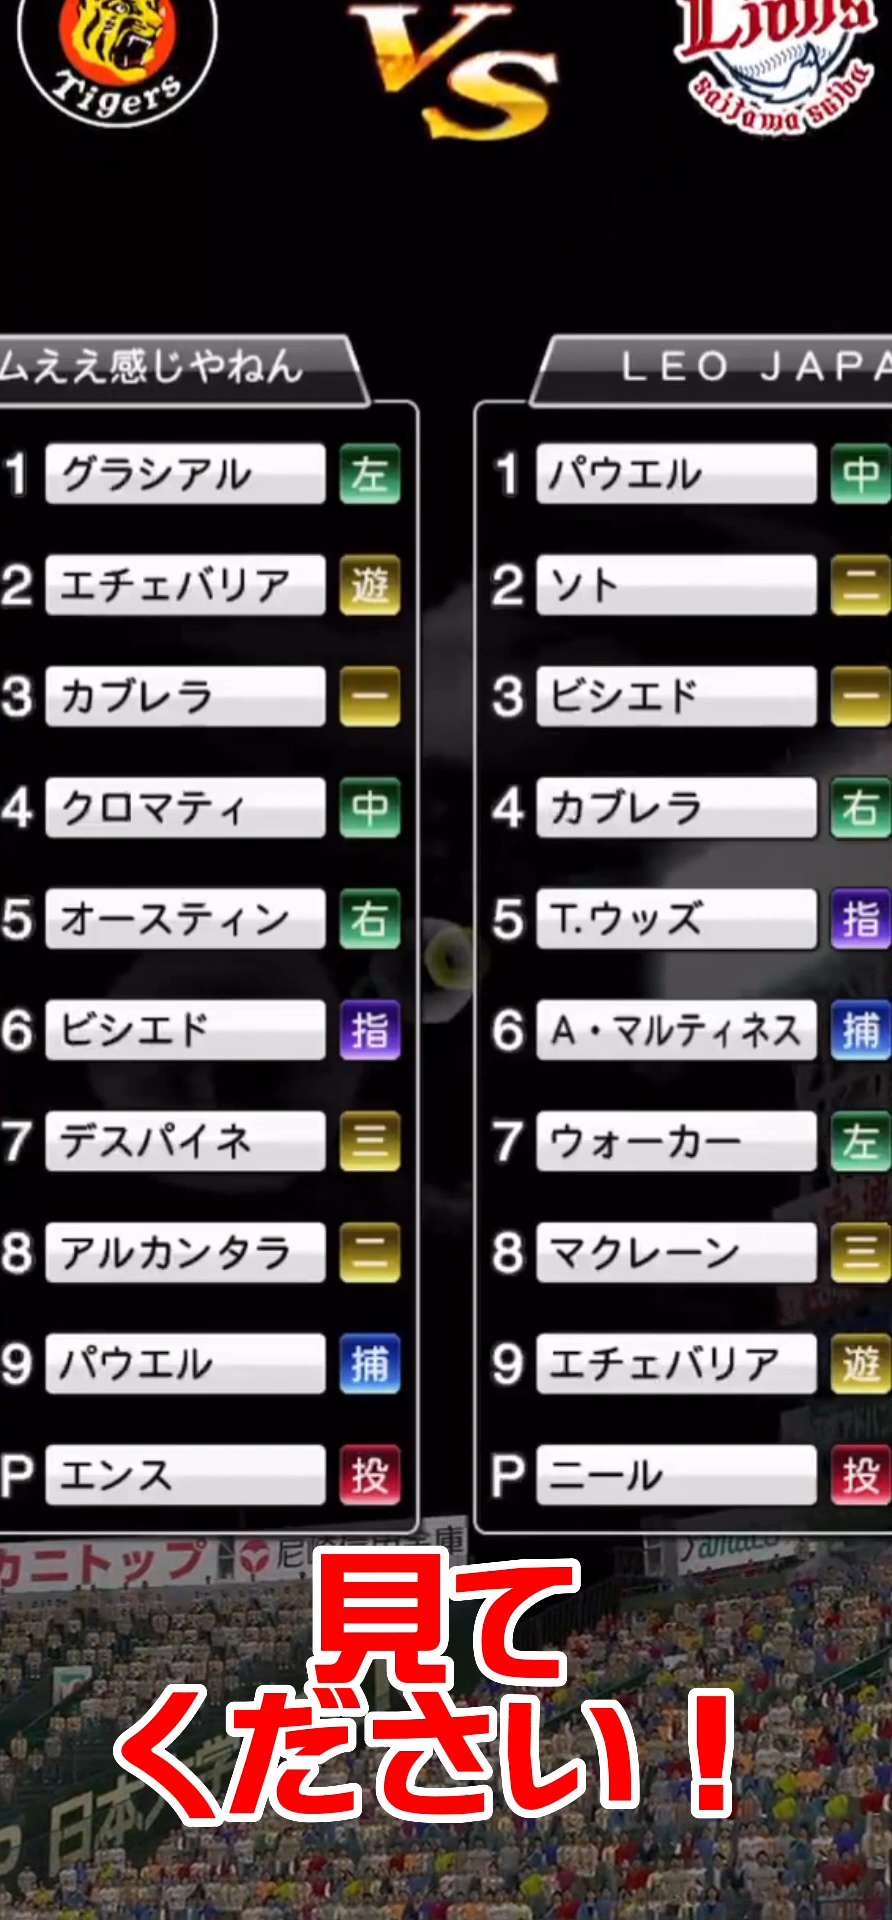 Tigers
VS
Lions
saitama seibu
ムええ感じやねん
LEO JAPA
1 グラシアル 左
2 エチェバリア 遊
3 カブレラ 一
4 クロマティ 中
5 オースティン 右
6 ビシエド 指
7 デスパイネ 三
8 アルカンタラ 二
9 パウエル 捕
P エンス 投
1 パウエル 中
2 ソト 二
3 ビシエド 一
4 カブレラ 右
5 T.ウッズ 指
6 A・マルティネス 捕
7 ウォーカー 左
8 マクレーン 三
9 エチェバリア 遊
P ニール 投
カニトップ
見て
ください！
日本